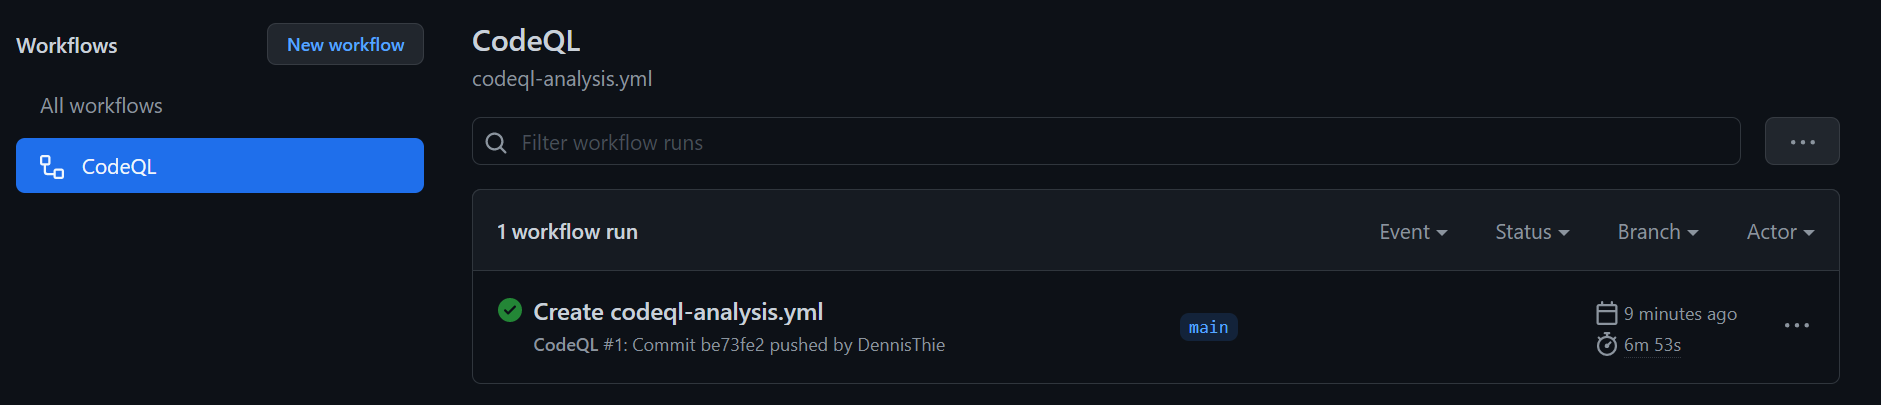 Workflows
New workflow
All workflows
CodeQL
CodeQL
codeql-analysis.yml
Filter workflow runs
1 workflow run
Event
Status
Branch
Actor
Create codeql-analysis.yml
CodeQL #1: Commit be73fe2 pushed by DennisThie
main
9 minutes ago
6m 53s